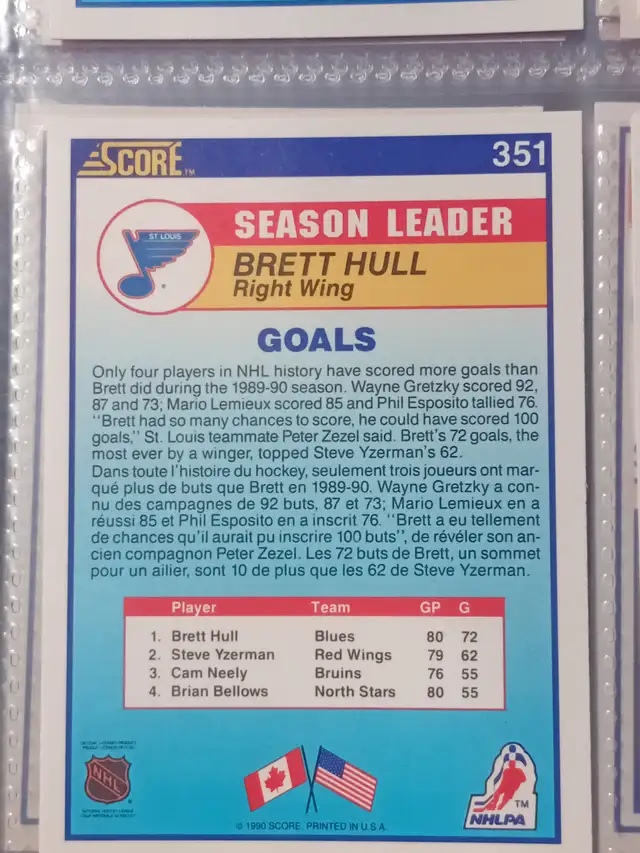 SCORE™
351
ST LOUIS
SEASON LEADER
BRETT HULL
Right Wing
GOALS
Only four players in NHL history have scored more goals than
Brett did during the 1989-90 season. Wayne Gretzky scored 92,
87 and 73; Mario Lemieux scored 85 and Phil Esposito tallied 76.
"Brett had so many chances to score, he could have scored 100
goals," St. Louis teammate Peter Zezel said. Brett's 72 goals, the
most ever by a winger, topped Steve Yzerman's 62.
Dans toute l'histoire du hockey, seulement trois joueurs ont mar-
qué plus de buts que Brett en 1989-90. Wayne Gretzky a con-
nu des campagnes de 92 buts, 87 et 73; Mario Lemieux en a
réussi 85 et Phil Esposito en a inscrit 76. "Brett a eu tellement
de chances qu'il aurait pu inscrire 100 buts", de révéler son an-
cien compagnon Peter Zezel. Les 72 buts de Brett, un sommet
pour un ailier, sont 10 de plus que les 62 de Steve Yzerman.
Player Team GP G
1. Brett Hull Blues 80 72
2. Steve Yzerman Red Wings 79 62
3. Cam Neely Bruins 76 55
4. Brian Bellows North Stars 80 55
NHL
NHLPA™
© 1990 SCORE, PRINTED IN U.S.A.